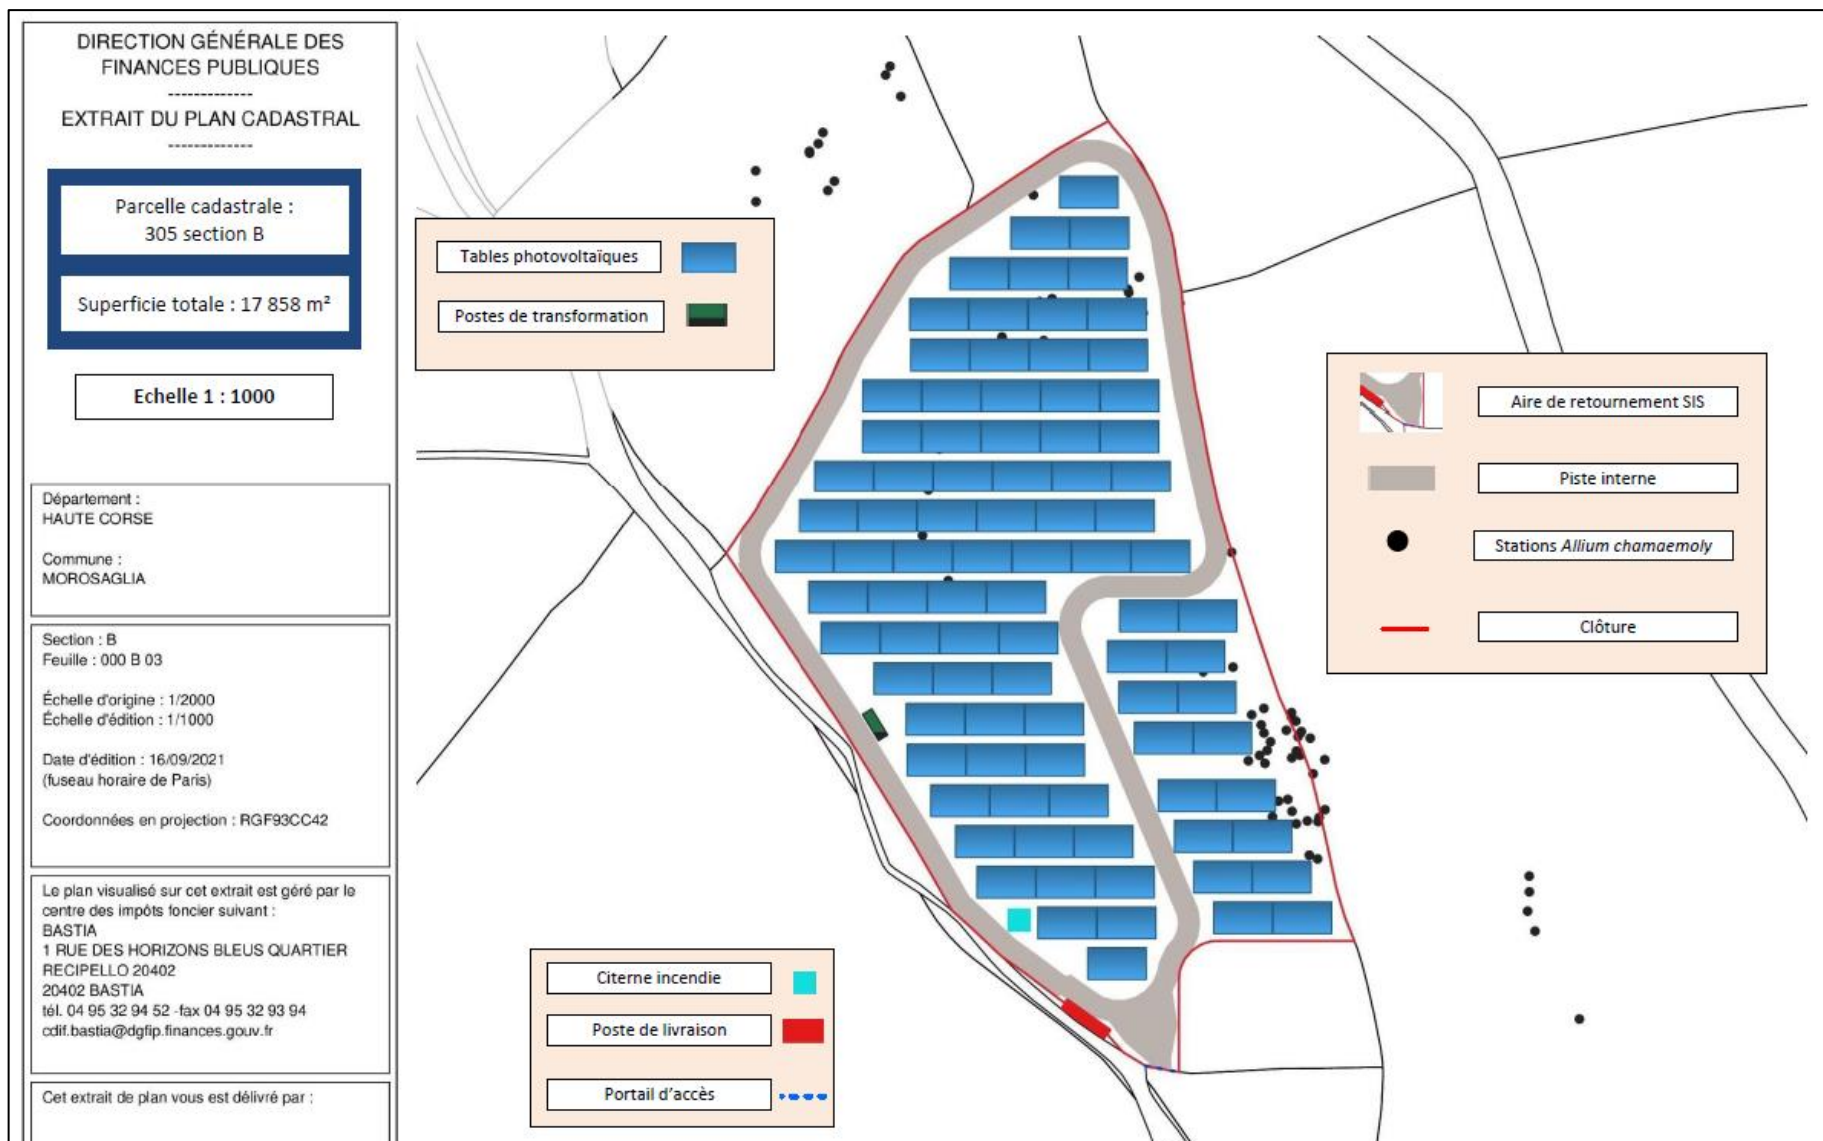 DIRECTION GÉNÉRALE DES
FINANCES PUBLIQUES
-------------
EXTRAIT DU PLAN CADASTRAL
-------------
Parcelle cadastrale :
305 section B
Superficie totale : 17 858 m²
Echelle 1 : 1000
Département :
HAUTE CORSE
Commune :
MOROSAGLIA
Section : B
Feuille : 000 B 03
Échelle d'origine : 1/2000
Échelle d'édition : 1/1000
Date d'édition : 16/09/2021
(fuseau horaire de Paris)
Coordonnées en projection : RGF93CC42
Le plan visualisé sur cet extrait est géré par le
centre des impôts foncier suivant :
BASTIA
1 RUE DES HORIZONS BLEUS QUARTIER
RECIPELLO 20402
20402 BASTIA
tél. 04 95 32 94 52 -fax 04 95 32 93 94
cdif.bastia@dgfip.finances.gouv.fr
Cet extrait de plan vous est délivré par :
Tables photovoltaïques
Postes de transformation
Aire de retournement SIS
Piste interne
Stations Allium chamaemoly
Clôture
Citerne incendie
Poste de livraison
Portail d'accès